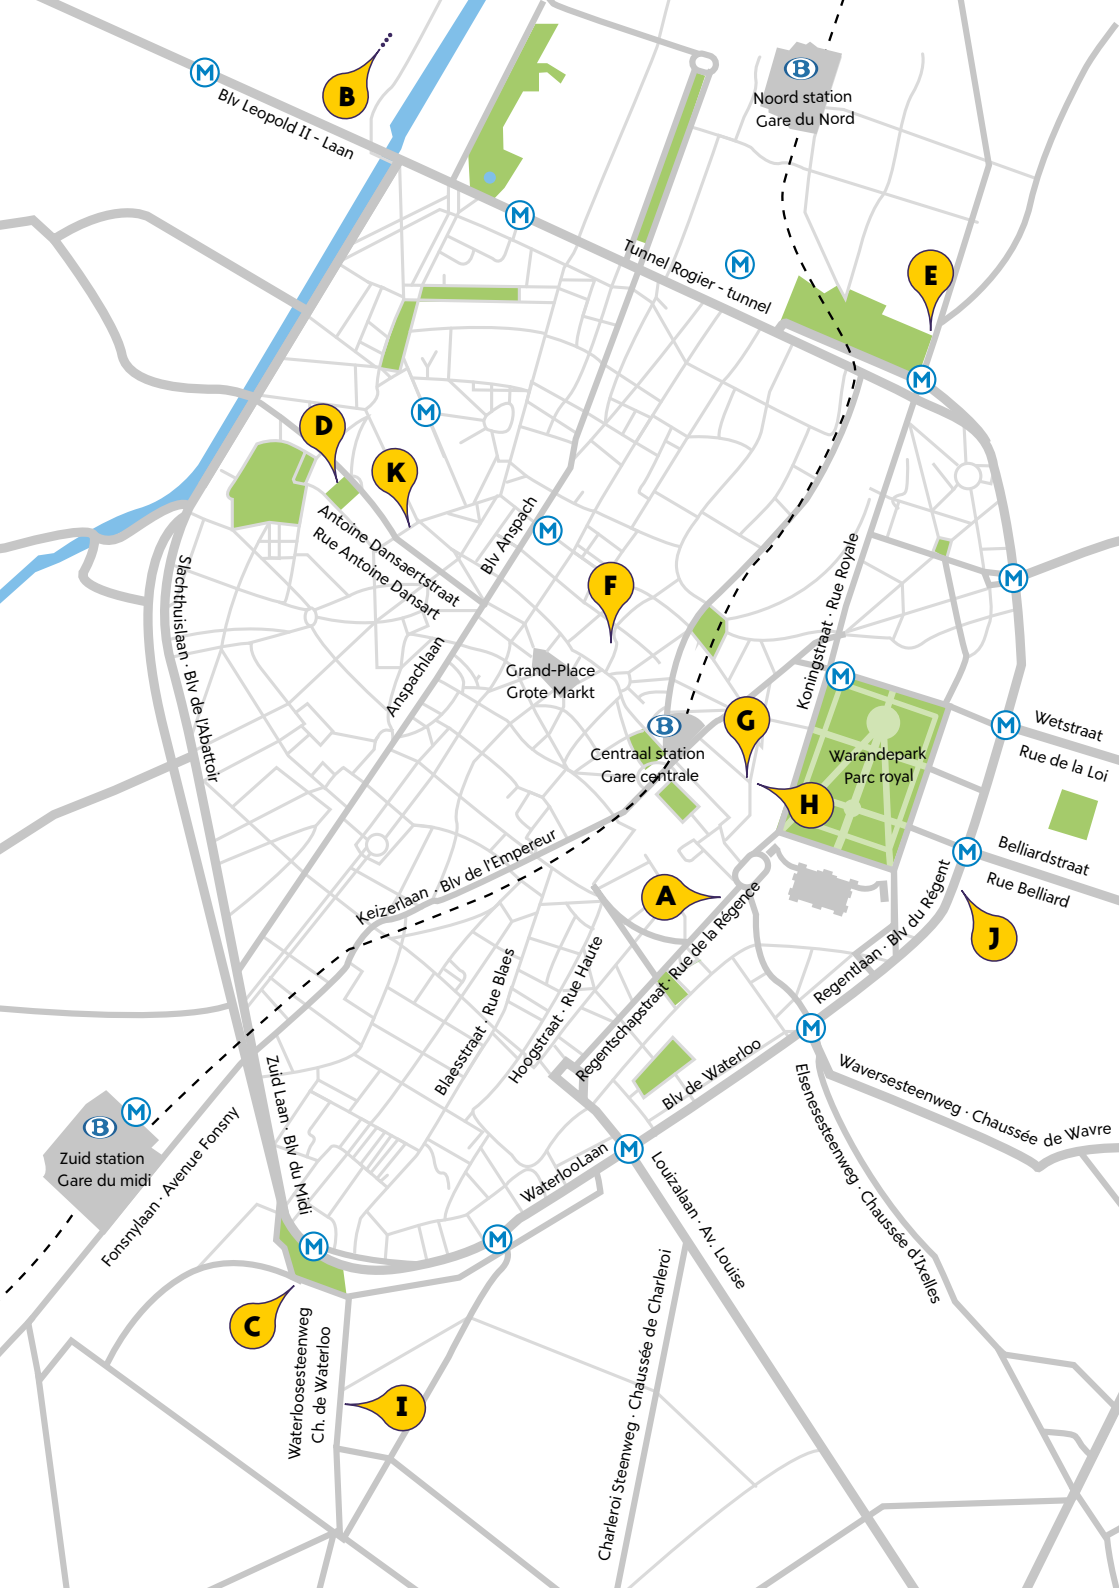 B
M
Blv Leopold II - Laan
B
Noord station
Gare du Nord
M
Tunnel Rogier - tunnel
M
E
M
M
D
K
Antoine Dansaertstraat
Rue Antoine Dansart
Blv Anspach
M
F
Slachthuislaan · Blv de l'Abattoir
Anspachlaan
Grand-Place
Grote Markt
Koningstraat · Rue Royale
M
M
B
Centraal station
Gare centrale
G
H
Warandepark
Parc royal
M
Wetstraat
Rue de la Loi
Keizerlaan · Blv de l'Empereur
M
Belliardstraat
Rue Belliard
A
J
Blaesstraat · Rue Blaes
Hoogstraat · Rue Haute
Regentschapstraat · Rue de la Régence
Regentlaan · Blv du Régent
M
Blv de Waterloo
Waversesteenweg · Chaussée de Wavre
Elsenesesteenweg · Chaussée d'Ixelles
B
M
Zuid station
Gare du midi
Fonsnylaan · Avenue Fonsny
Zuid Laan · Blv du Midi
WaterlooLaan
M
Louizalaan · Av. Louise
M
M
C
Waterloosesteenweg
Ch. de Waterloo
I
Charleroi Steenweg · Chaussée de Charleroi